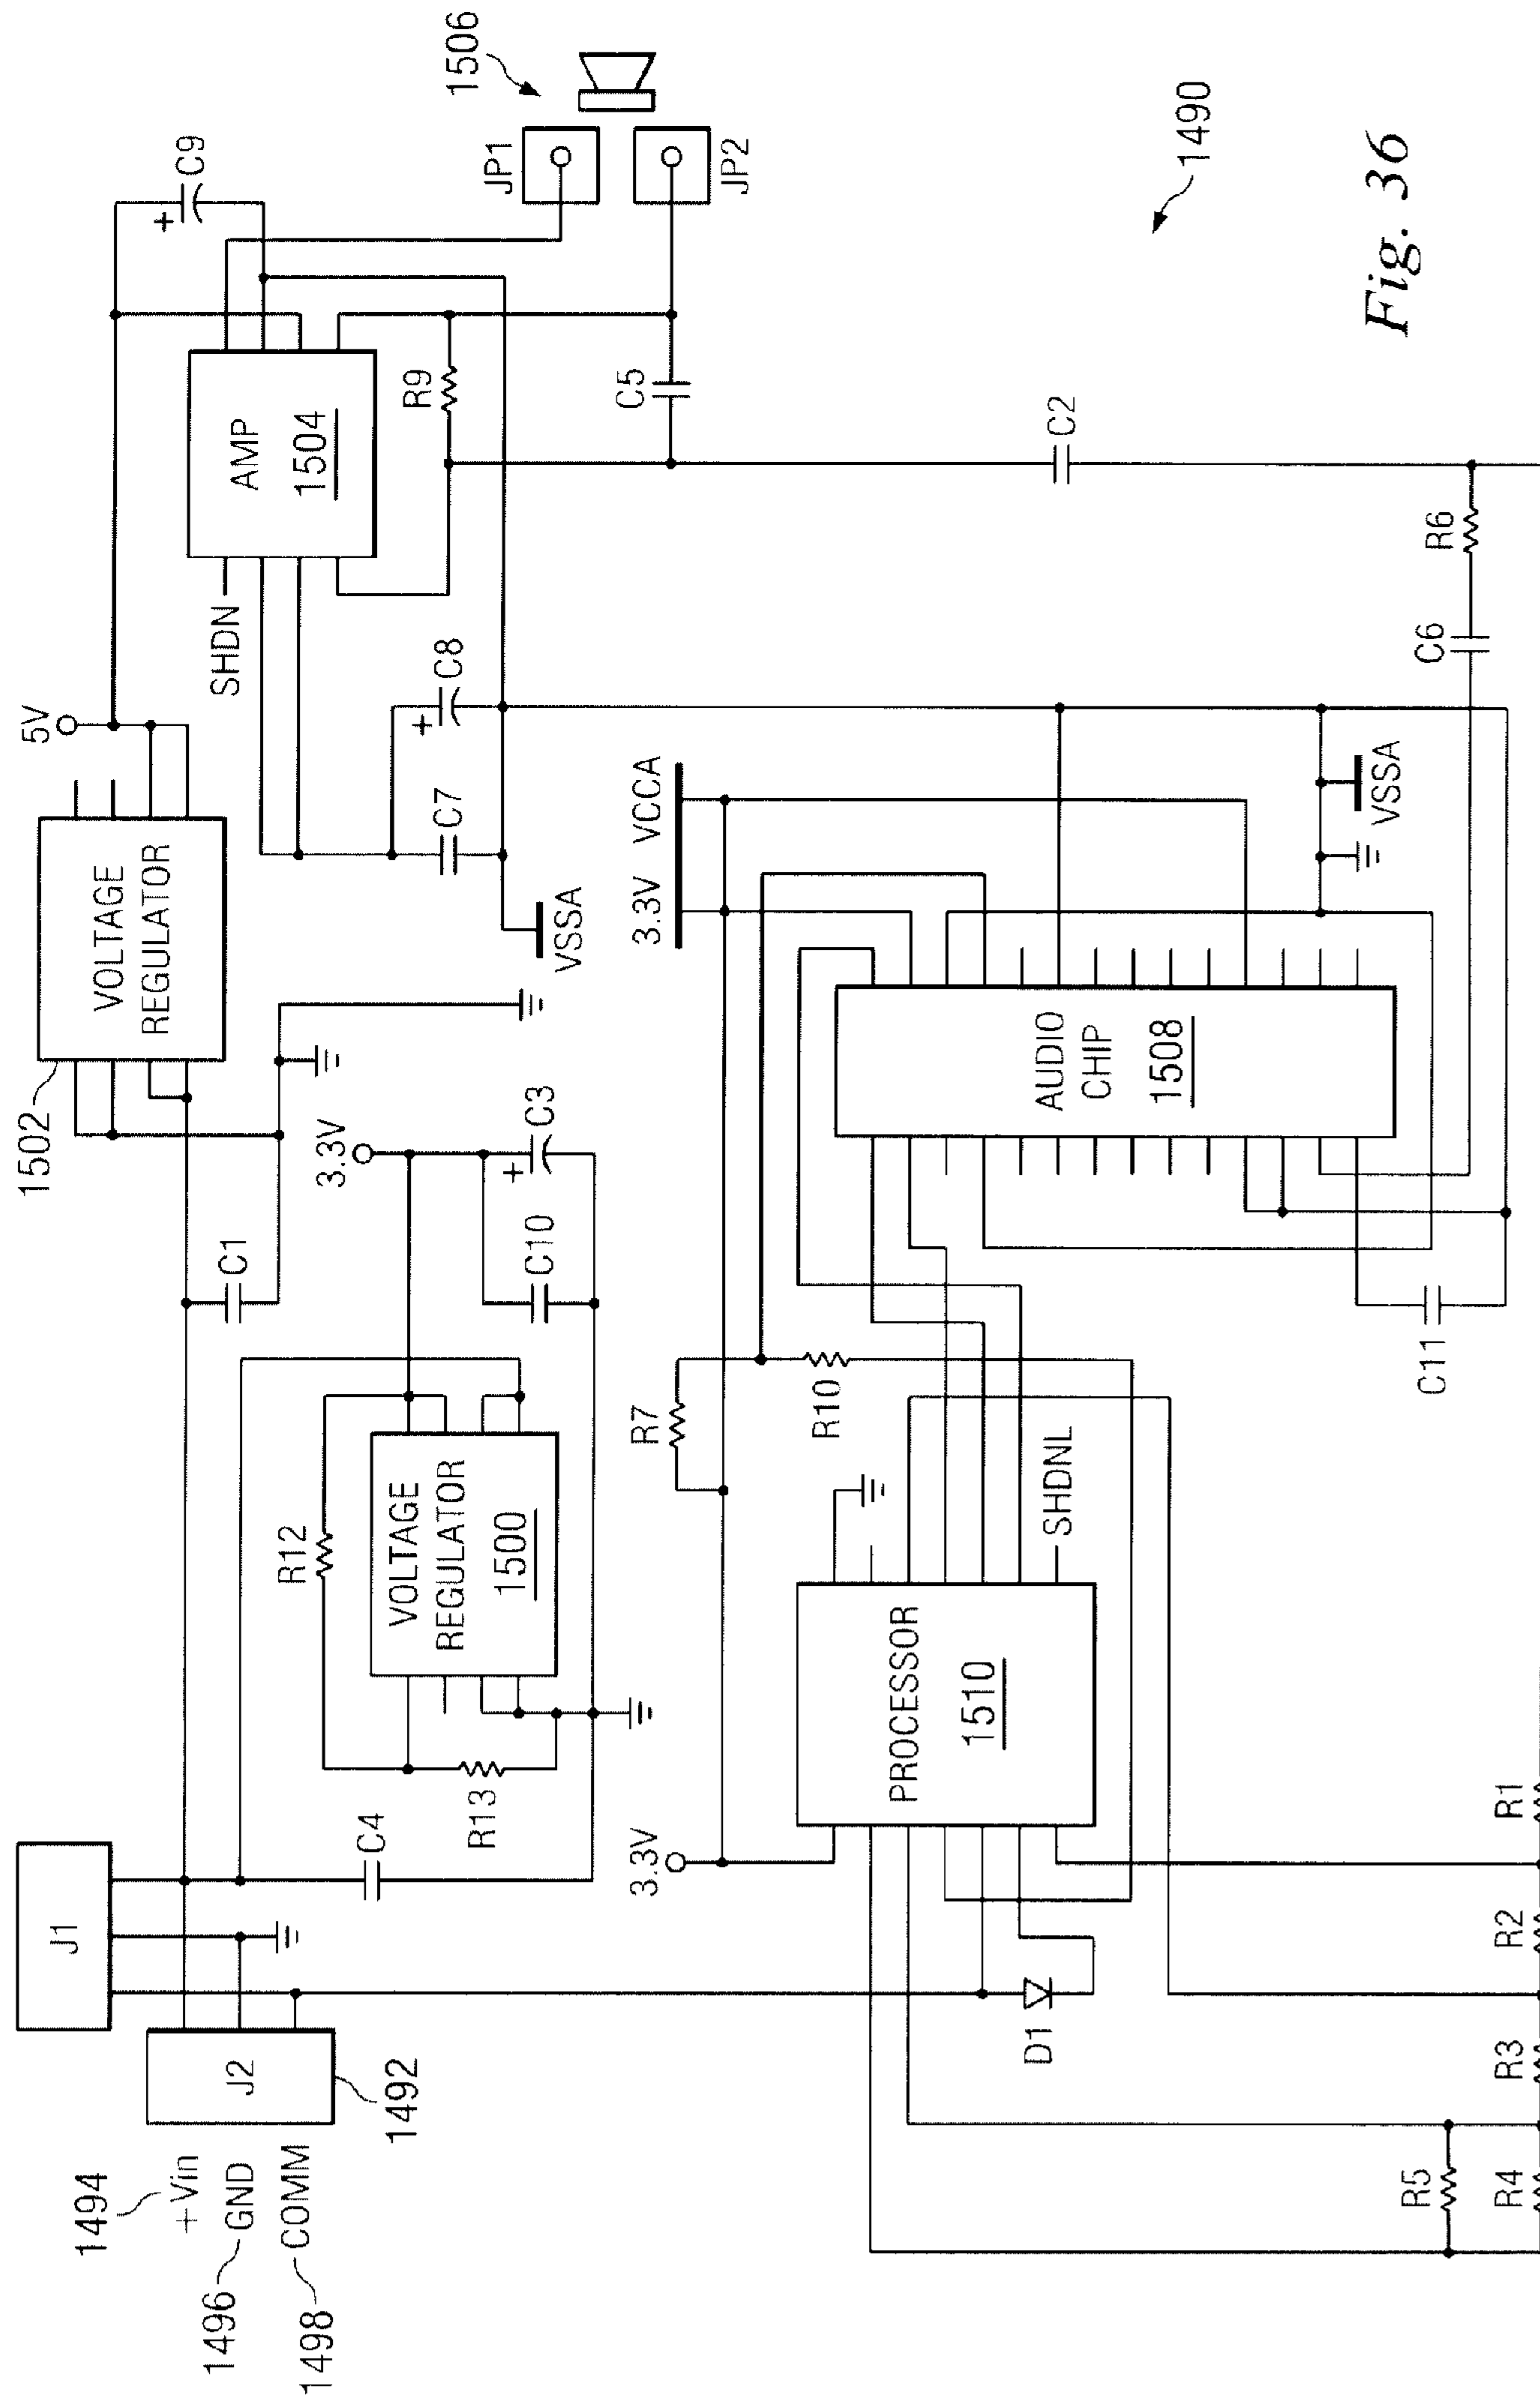 J1
J2
1492
1494
+Vin
1496
GND
1498
COMM
1502
VOLTAGE
REGULATOR
5V
C9
+
AMP
1504
SHDN
JP1
JP2
1506
R9
C5
C1
C4
R12
R13
VOLTAGE
REGULATOR
1500
3.3V
C10
+
C3
C7
+
C8
VSSA
3.3V
R7
R10
3.3V VCCA
PROCESSOR
1510
D1
SHDNL
AUDIO
CHIP
1508
VSSA
C11
C6
R6
C2
R5
R4
R3
R2
R1
1490
Fig. 36